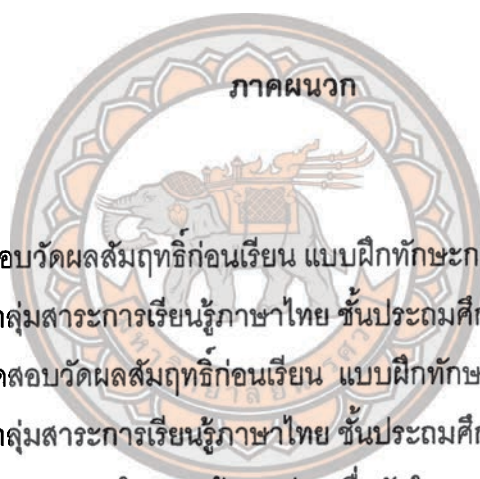 ภาคผนวก
อบวัดผลสัมฤทธิ์ก่อนเรียน แบบฝึกทักษะก
ลุ่มสาระการเรียนรู้ภาษาไทย ชั้นประถมศึก
สอบวัดผลสัมฤทธิ์ก่อนเรียน แบบฝึกทักษ
ลุ่มสาระการเรียนรู้ภาษาไทย ชั้นประถมศึก